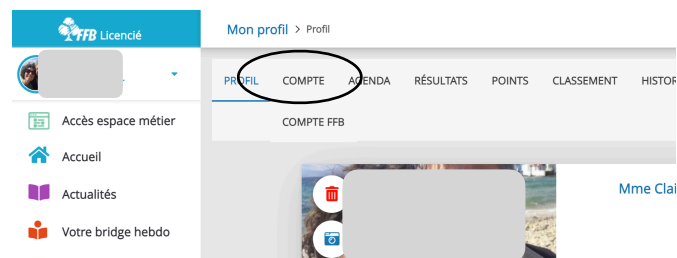 FFB Licencié
Mon profil > Profil
PROFIL COMPTE AGENDA RÉSULTATS POINTS CLASSEMENT
COMPTE FFB
Accès espace métier
Accueil
Actualités
Votre bridge hebdo
Mme